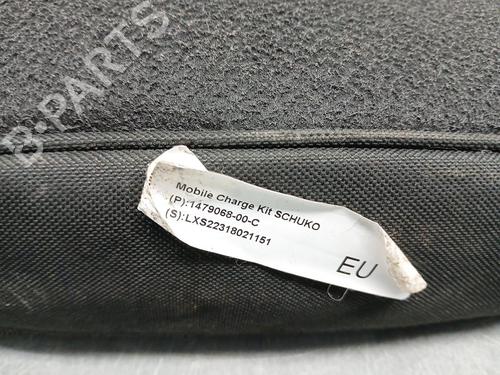 B-PARTS
Mobile Charge Kit SCHUKO
(P):1479068-00-C
(S):LXS22318021151
EU